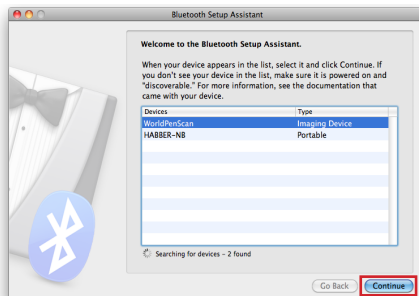 Bluetooth Setup Assistant
Welcome to the Bluetooth Setup Assistant.
When your device appears in the list, select it and click Continue. If
you don't see your device in the list, make sure it is powered on and
"discoverable." For more information, see the documentation that
came with your device.
Devices Type
WorldPenScan Imaging Device
HABBER-NB Portable
Searching for devices – 2 found
Go Back Continue